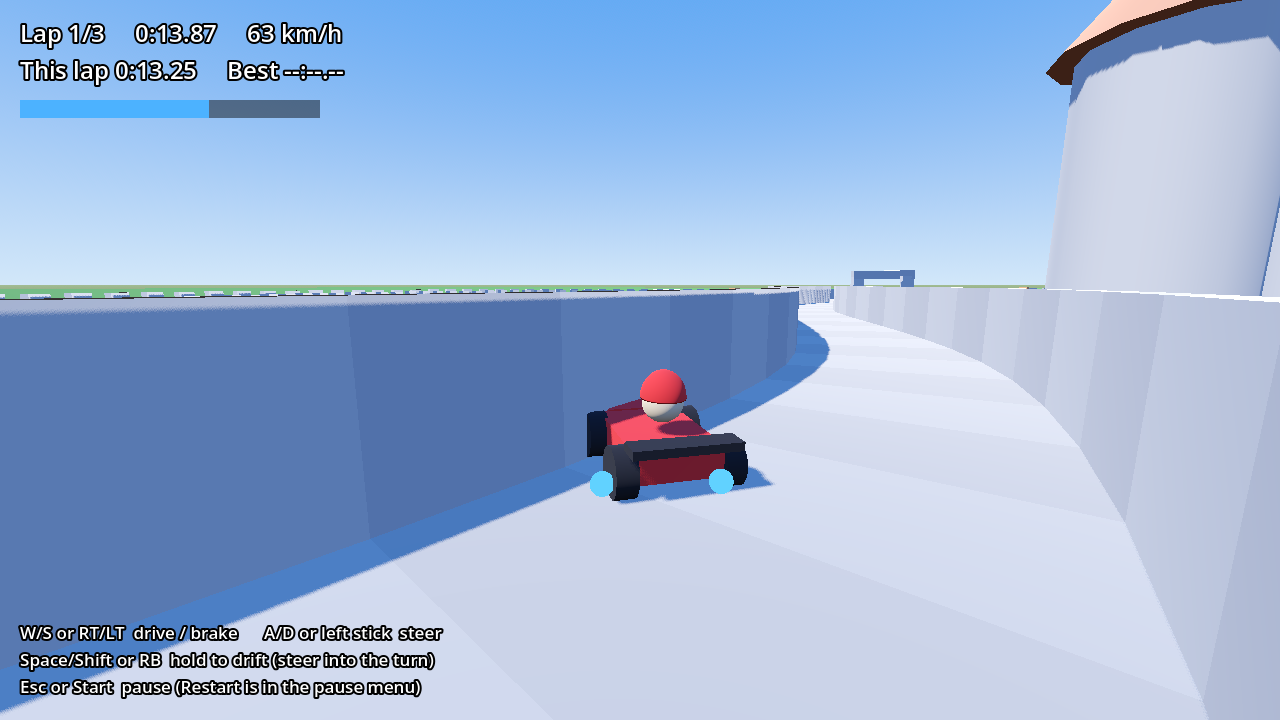 Lap 1/3 0:13.87 63 km/h
This lap 0:13.25 Best --:--.--
W/S or RT/LT drive / brake A/D or left stick steer
Space/Shift or RB hold to drift (steer into the turn)
Esc or Start pause (Restart is in the pause menu)